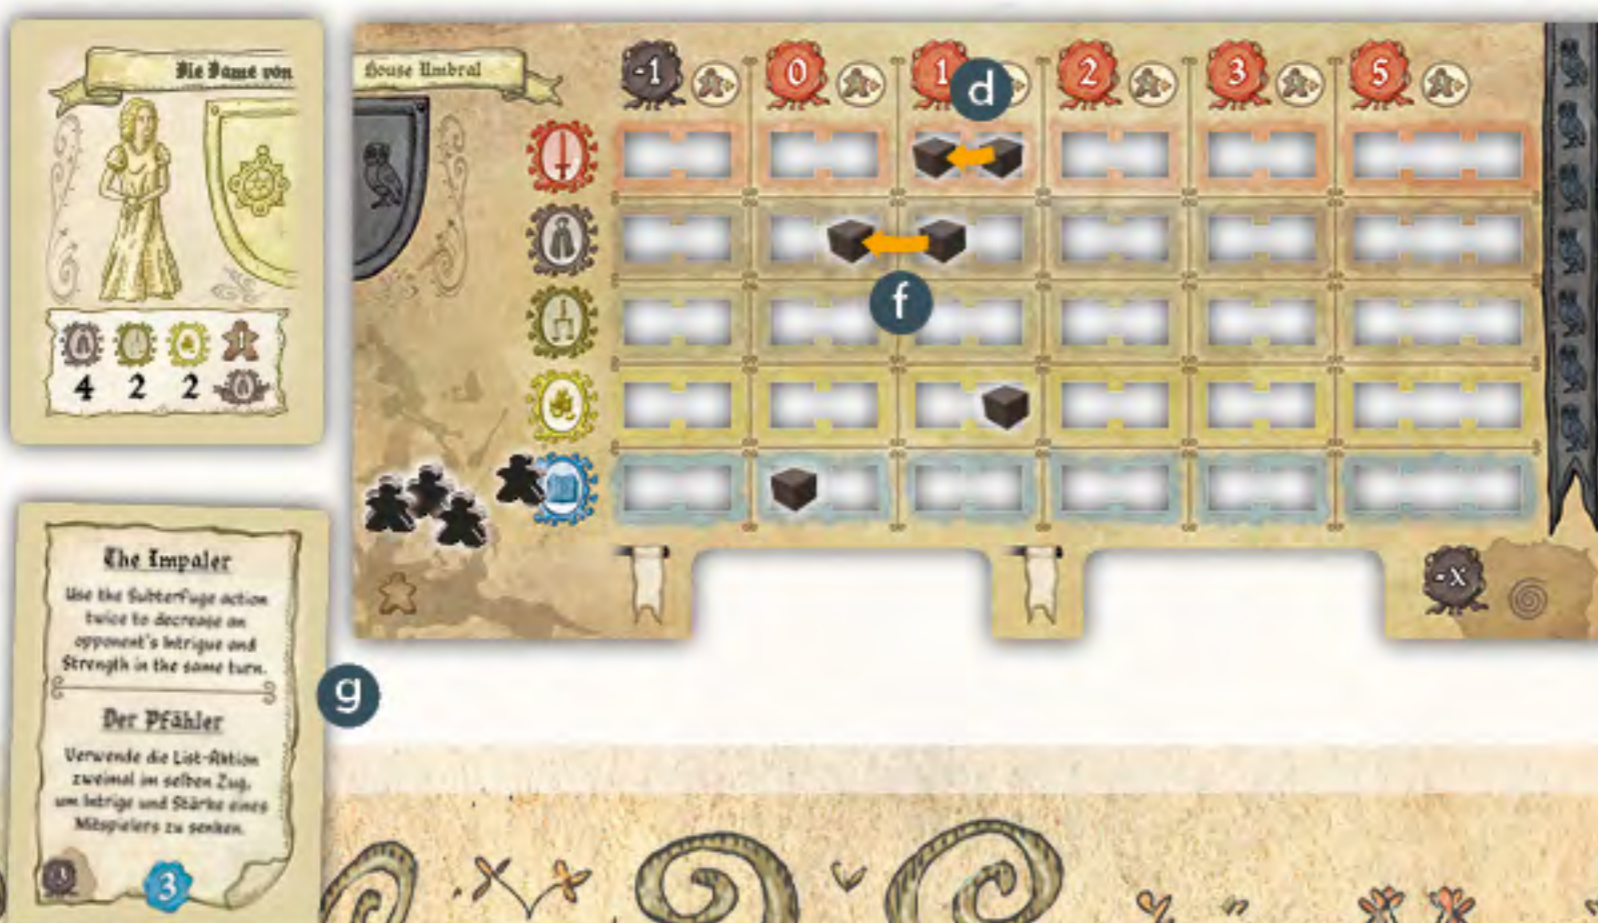 Die Dame von
4 2 2
1
House Umbral
-1 0 1 2 3 5
d
f
-X
The Impaler
Use the Subterfuge action
twice to decrease an
opponent's Intrigue and
Strength in the same turn.
Der Pfähler
Verwende die List-Aktion
zweimal im selben Zug,
um Intrige und Stärke eines
Mitspielers zu senken.
3
g